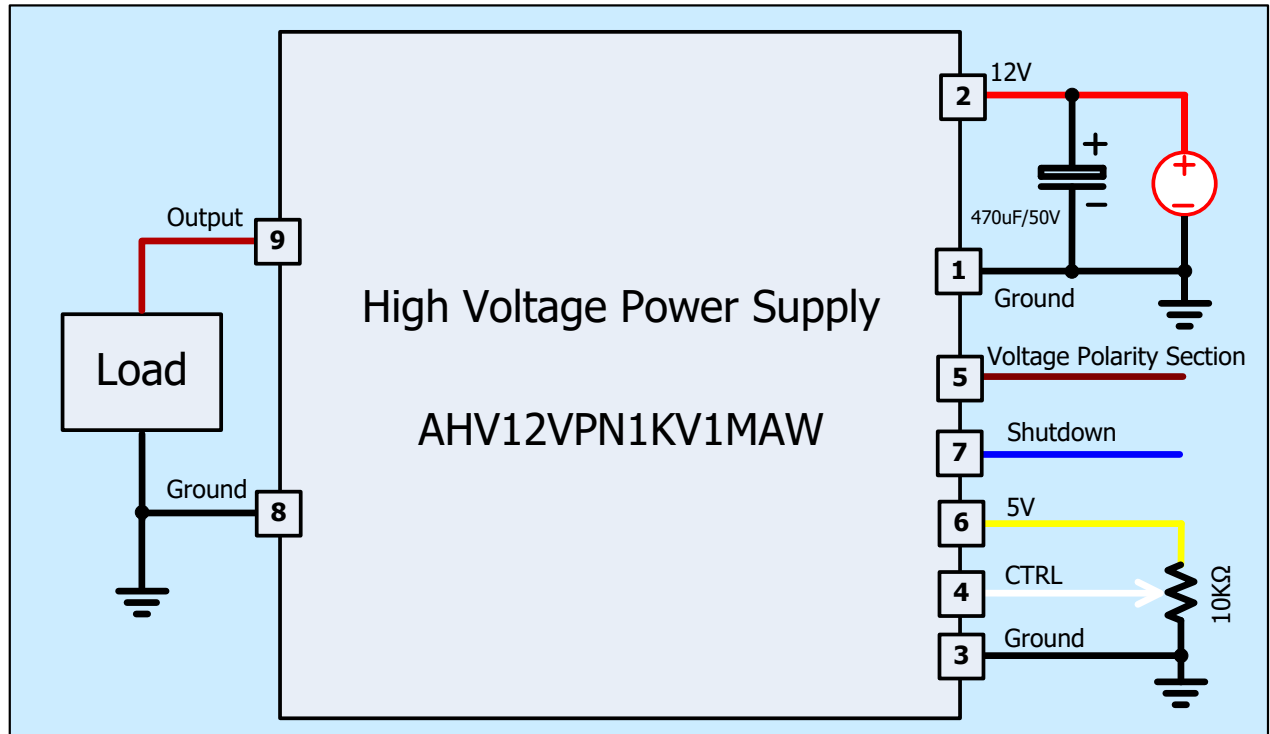 12V
2
+
+
−
−
470uF/50V
Output
9
1
Ground
High Voltage Power Supply
Voltage Polarity Section
5
Load
AHV12VPN1KV1MAW
Shutdown
7
Ground
8
5V
6
CTRL
4
10KΩ
Ground
3